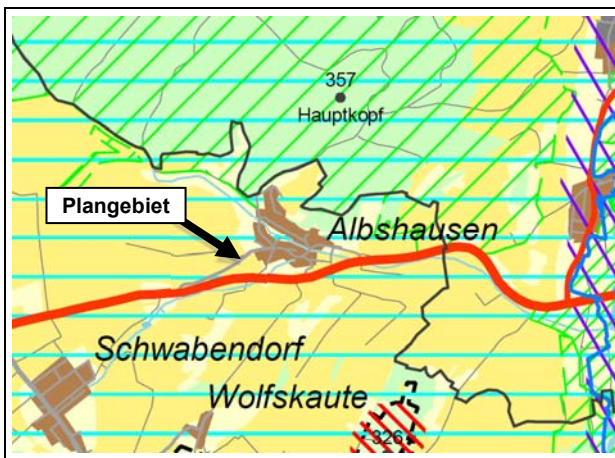 357
Hauptkopf
Plangebiet
Albshausen
Schwabendorf
Wolfskaute
326